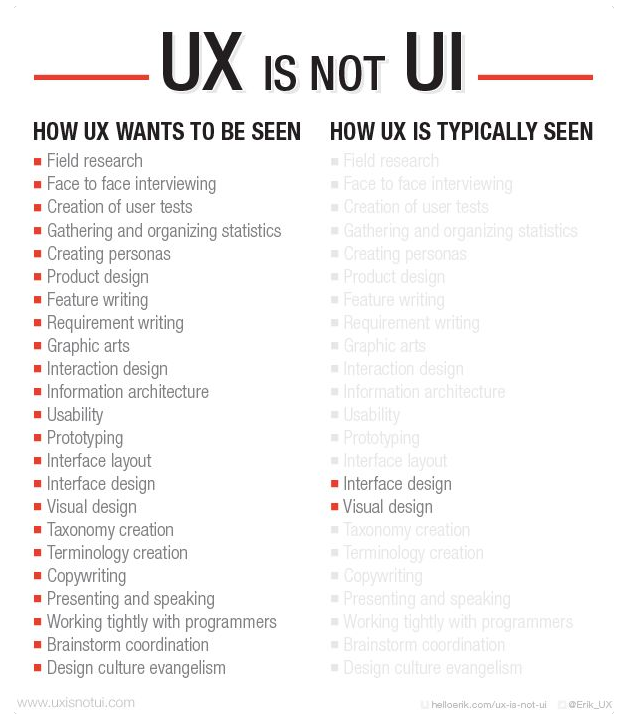 UX IS NOT UI
HOW UX WANTS TO BE SEEN
Field research
Face to face interviewing
Creation of user tests
Gathering and organizing statistics
Creating personas
Product design
Feature writing
Requirement writing
Graphic arts
Interaction design
Information architecture
Usability
Prototyping
Interface layout
Interface design
Visual design
Taxonomy creation
Terminology creation
Copywriting
Presenting and speaking
Working tightly with programmers
Brainstorm coordination
Design culture evangelism
HOW UX IS TYPICALLY SEEN
Field research
Face to face interviewing
Creation of user tests
Gathering and organizing statistics
Creating personas
Product design
Feature writing
Requirement writing
Graphic arts
Interaction design
Information architecture
Usability
Prototyping
Interface layout
Interface design
Visual design
Taxonomy creation
Terminology creation
Copywriting
Presenting and speaking
Working tightly with programmers
Brainstorm coordination
Design culture evangelism
www.uxisnotui.com
helloerik.com/ux-is-not-ui
@Erik_UX